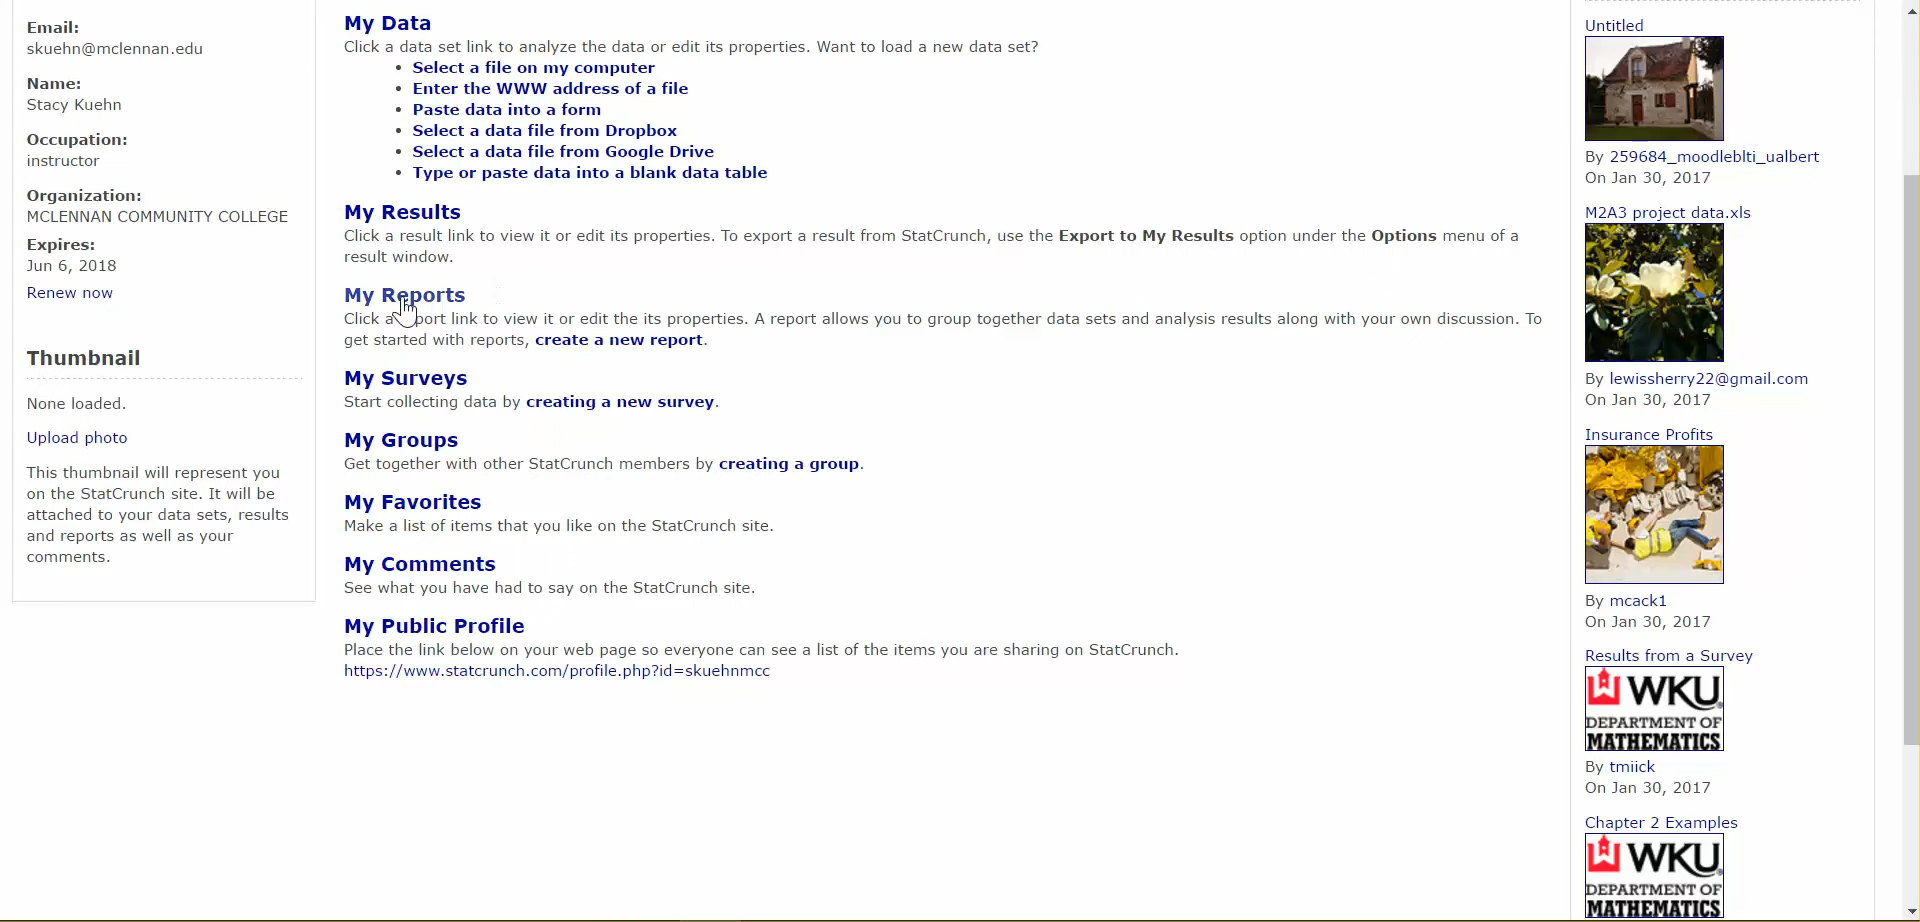 Email:
skuehn@mclennan.edu
Name:
Stacy Kuehn
Occupation:
instructor
Organization:
MCLENNAN COMMUNITY COLLEGE
Expires:
Jun 6, 2018
Renew now
Thumbnail
None loaded.
Upload photo
This thumbnail will represent you
on the StatCrunch site. It will be
attached to your data sets, results
and reports as well as your
comments.
My Data
Click a data set link to analyze the data or edit its properties. Want to load a new data set?
• Select a file on my computer
• Enter the WWW address of a file
• Paste data into a form
• Select a data file from Dropbox
• Select a data file from Google Drive
• Type or paste data into a blank data table
My Results
Click a result link to view it or edit its properties. To export a result from StatCrunch, use the Export to My Results option under the Options menu of a
result window.
My Reports
Click a report link to view it or edit the its properties. A report allows you to group together data sets and analysis results along with your own discussion. To
get started with reports, create a new report.
My Surveys
Start collecting data by creating a new survey.
My Groups
Get together with other StatCrunch members by creating a group.
My Favorites
Make a list of items that you like on the StatCrunch site.
My Comments
See what you have had to say on the StatCrunch site.
My Public Profile
Place the link below on your web page so everyone can see a list of the items you are sharing on StatCrunch.
https://www.statcrunch.com/profile.php?id=skuehnmcc
Untitled
By 259684_moodleblti_ualbert
On Jan 30, 2017
M2A3 project data.xls
By lewissherry22@gmail.com
On Jan 30, 2017
Insurance Profits
By mcack1
On Jan 30, 2017
Results from a Survey
WKU
DEPARTMENT OF
MATHEMATICS
By tmiick
On Jan 30, 2017
Chapter 2 Examples
WKU
DEPARTMENT OF
MATHEMATICS